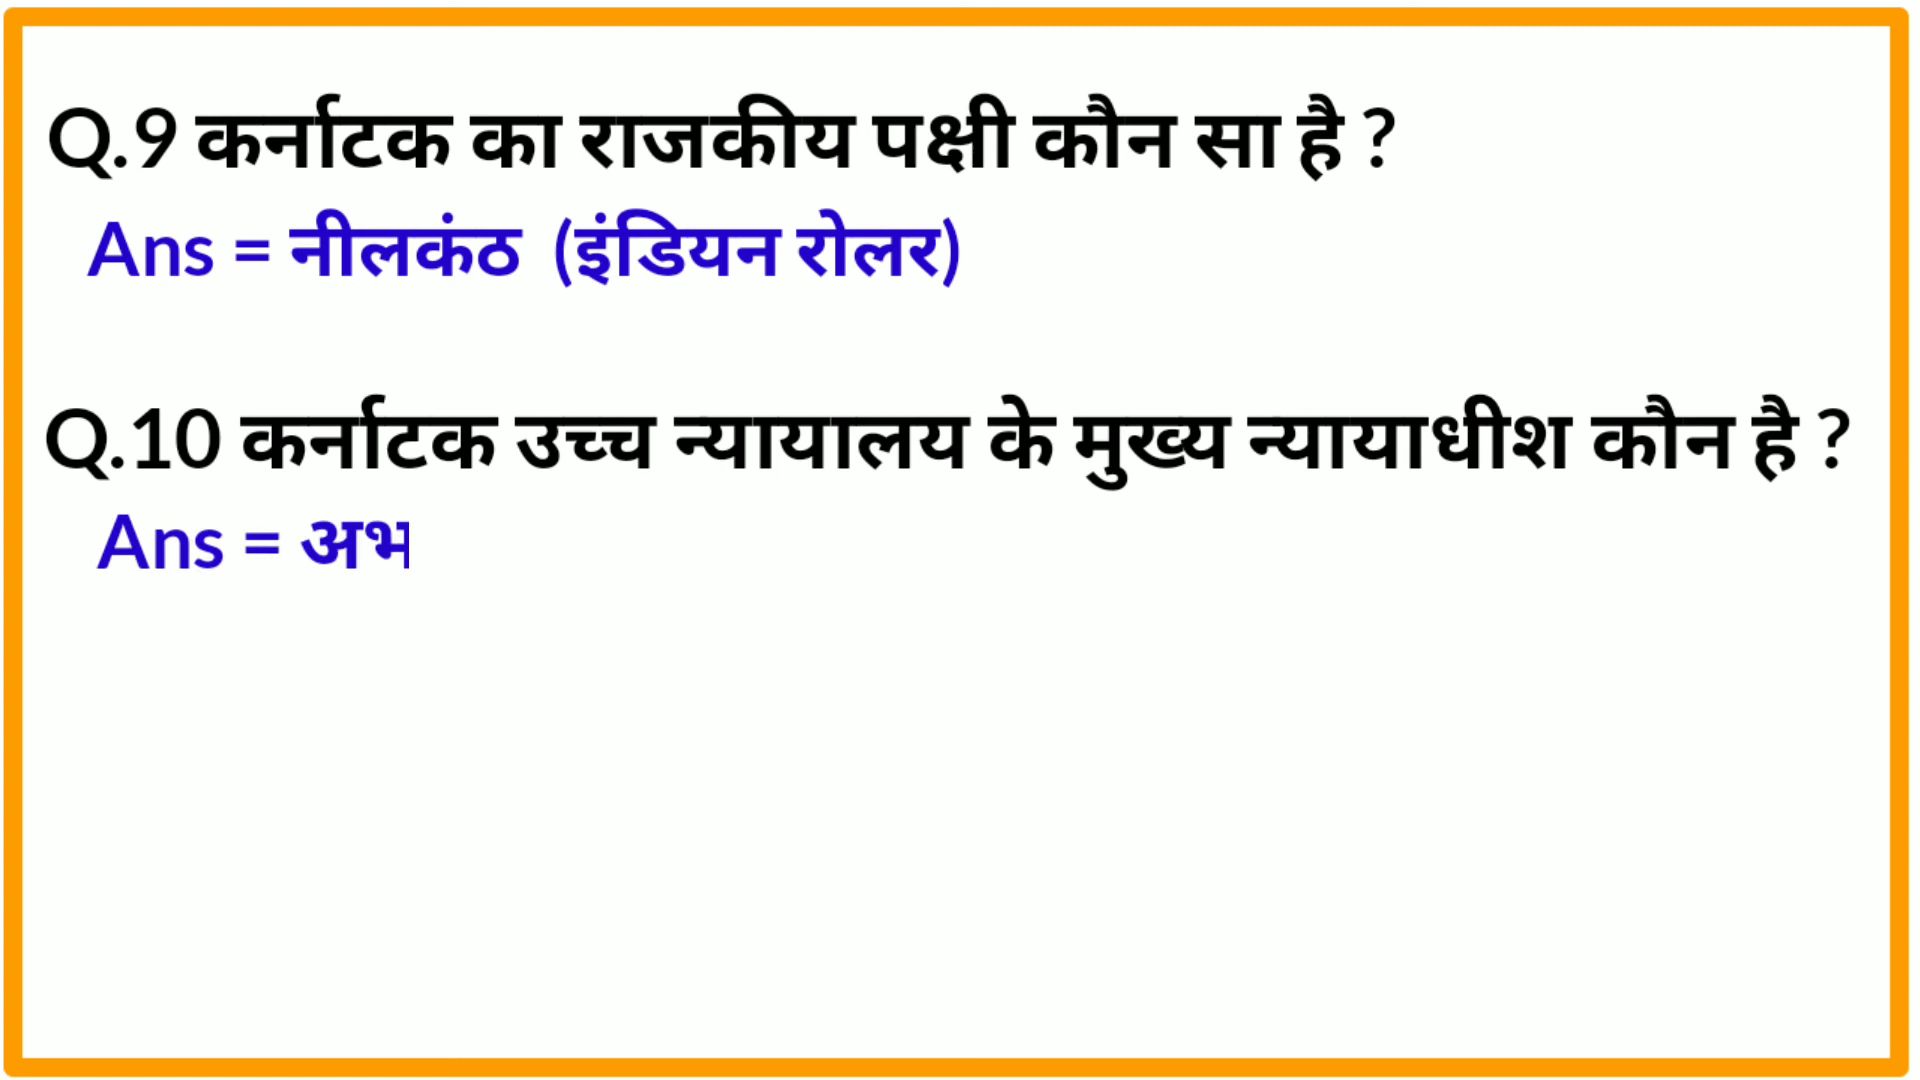 Q.9 कर्नाटक का राजकीय पक्षी कौन सा है ?
Ans = नीलकंठ (इंडियन रोलर)
Q.10 कर्नाटक उच्च न्यायालय के मुख्य न्यायाधीश कौन है ?
Ans = अभ